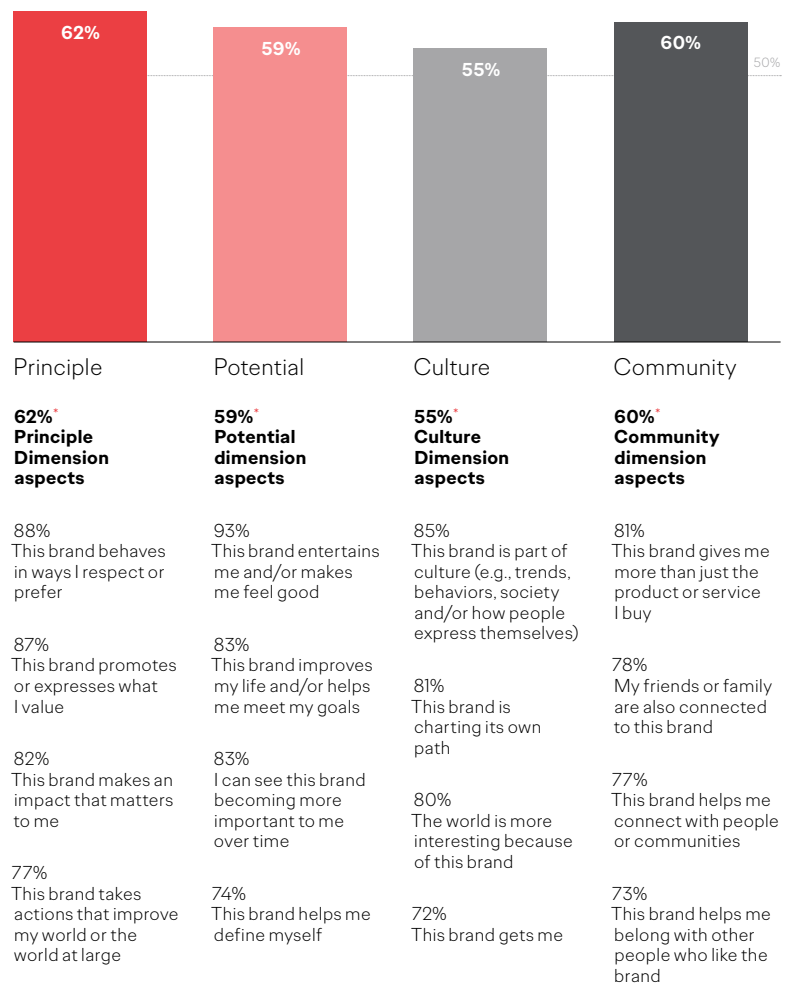 62%
59%
55%
60%
50%
Principle
Potential
Culture
Community
62%*
Principle
Dimension
aspects
88%
This brand behaves
in ways I respect or
prefer
87%
This brand promotes
or expresses what
I value
82%
This brand makes an
impact that matters
to me
77%
This brand takes
actions that improve
my world or the
world at large
59%*
Potential
dimension
aspects
93%
This brand entertains
me and/or makes
me feel good
83%
This brand improves
my life and/or helps
me meet my goals
83%
I can see this brand
becoming more
important to me
over time
74%
This brand helps me
define myself
55%*
Culture
Dimension
aspects
85%
This brand is part of
culture (e.g., trends,
behaviors, society
and/or how people
express themselves)
81%
This brand is
charting its own
path
80%
The world is more
interesting because
of this brand
72%
This brand gets me
60%*
Community
dimension
aspects
81%
This brand gives me
more than just the
product or service
I buy
78%
My friends or family
are also connected
to this brand
77%
This brand helps me
connect with people
or communities
73%
This brand helps me
belong with other
people who like the
brand